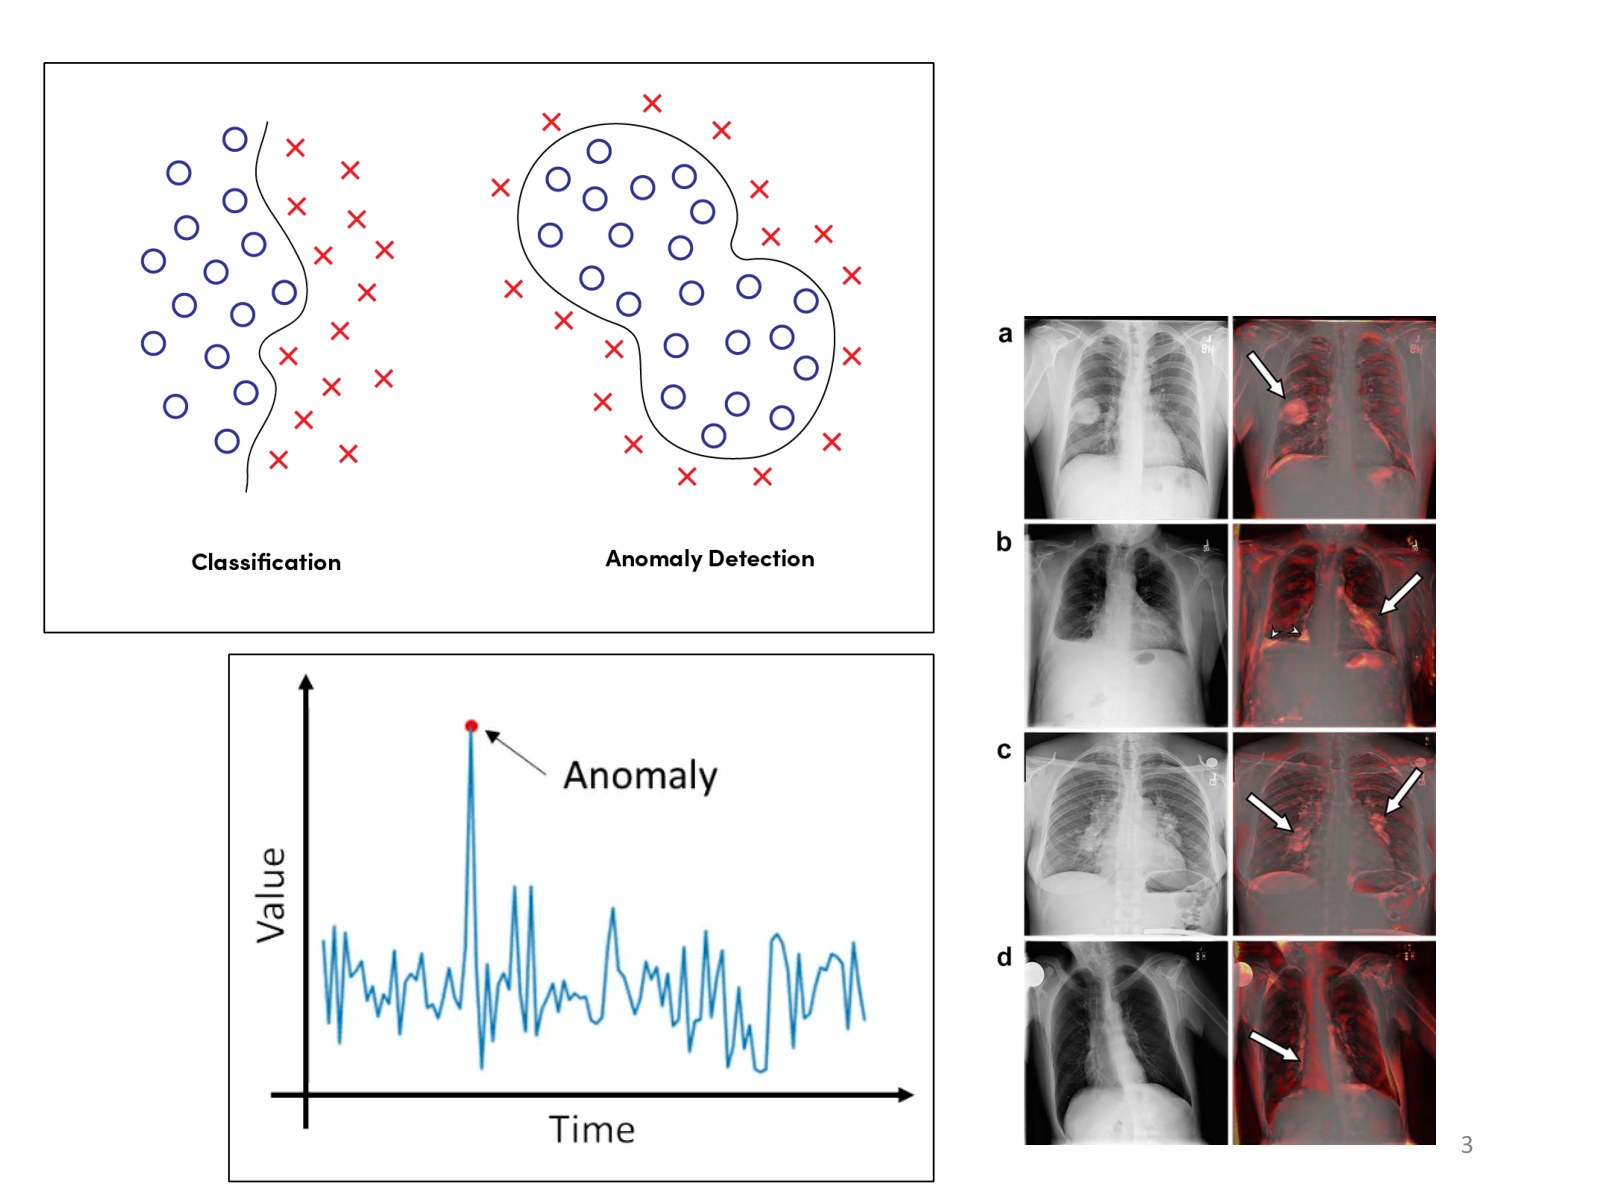 Classification
Anomaly Detection
Anomaly
Value
Time
a
b
c
d
3